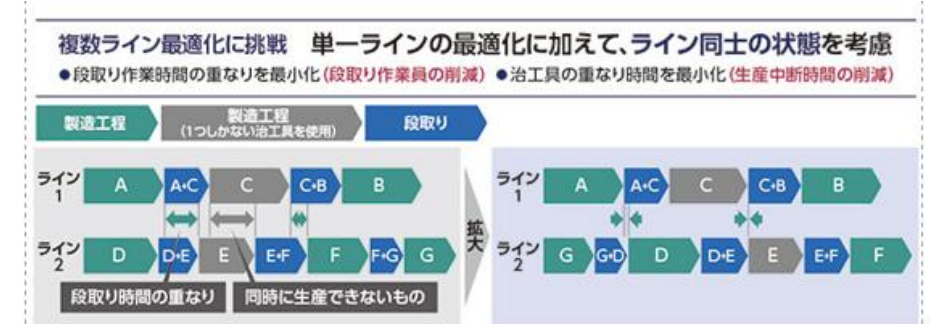 複数ライン最適化に挑戦 単一ラインの最適化に加えて、ライン同士の状態を考慮
●段取り作業時間の重なりを最小化(段取り作業員の削減) ●治工具の重なり時間を最小化(生産中断時間の削減)
製造工程
製造工程
(1つしかない治工具を使用)
段取り
ライン
1
A
A・C
C
C・B
B
ライン
2
D
D・E
E
E・F
F
F・G
G
段取り時間の重なり
同時に生産できないもの
拡大
ライン
1
A
A・C
C
C・B
B
ライン
2
G
G・D
D
D・E
E
E・F
F